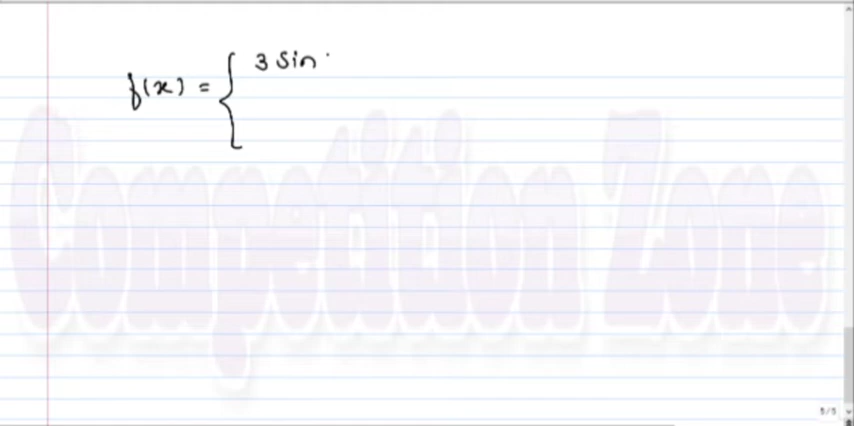 f(x) = { 3 sin
Competition Zone
5/5